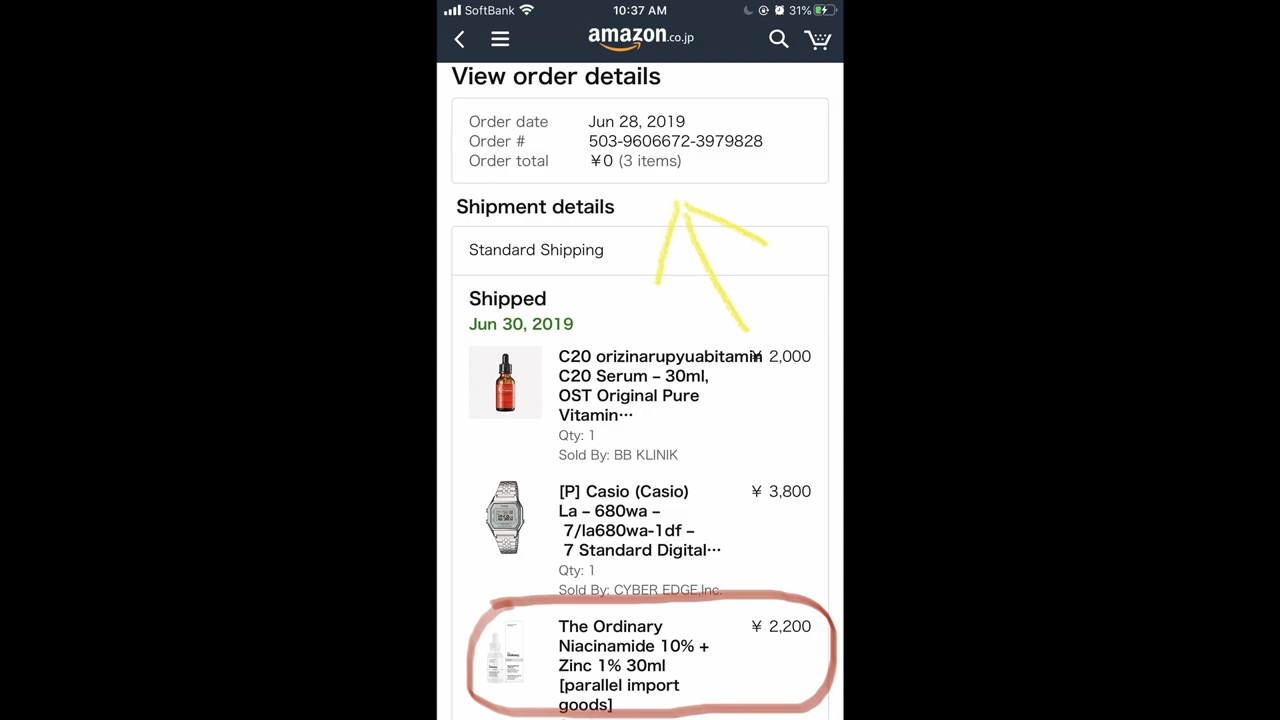 SoftBank 10:37 AM 31%
amazon.co.jp
View order details
Order date Jun 28, 2019
Order # 503-9606672-3979828
Order total ¥0 (3 items)
Shipment details
Standard Shipping
Shipped
Jun 30, 2019
C20 orizinarupyuabitamin ¥ 2,000
C20 Serum – 30ml,
OST Original Pure
Vitamin…
Qty: 1
Sold By: BB KLINIK
[P] Casio (Casio) ¥ 3,800
La – 680wa –
7/la680wa-1df –
7 Standard Digital…
Qty: 1
Sold By: CYBER EDGE,Inc.
The Ordinary ¥ 2,200
Niacinamide 10% +
Zinc 1% 30ml
[parallel import
goods]